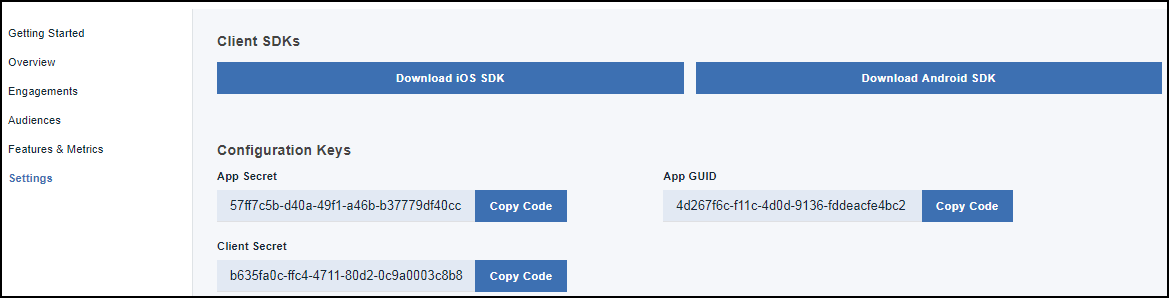 Getting Started
Overview
Engagements
Audiences
Features & Metrics
Settings
Client SDKs
Download iOS SDK
Download Android SDK
Configuration Keys
App Secret
57ff7c5b-d40a-49f1-a46b-b37779df40cc
Copy Code
App GUID
4d267f6c-f11c-4d0d-9136-fddeacfe4bc2
Copy Code
Client Secret
b635fa0c-ffc4-4711-80d2-0c9a0003c8b8
Copy Code